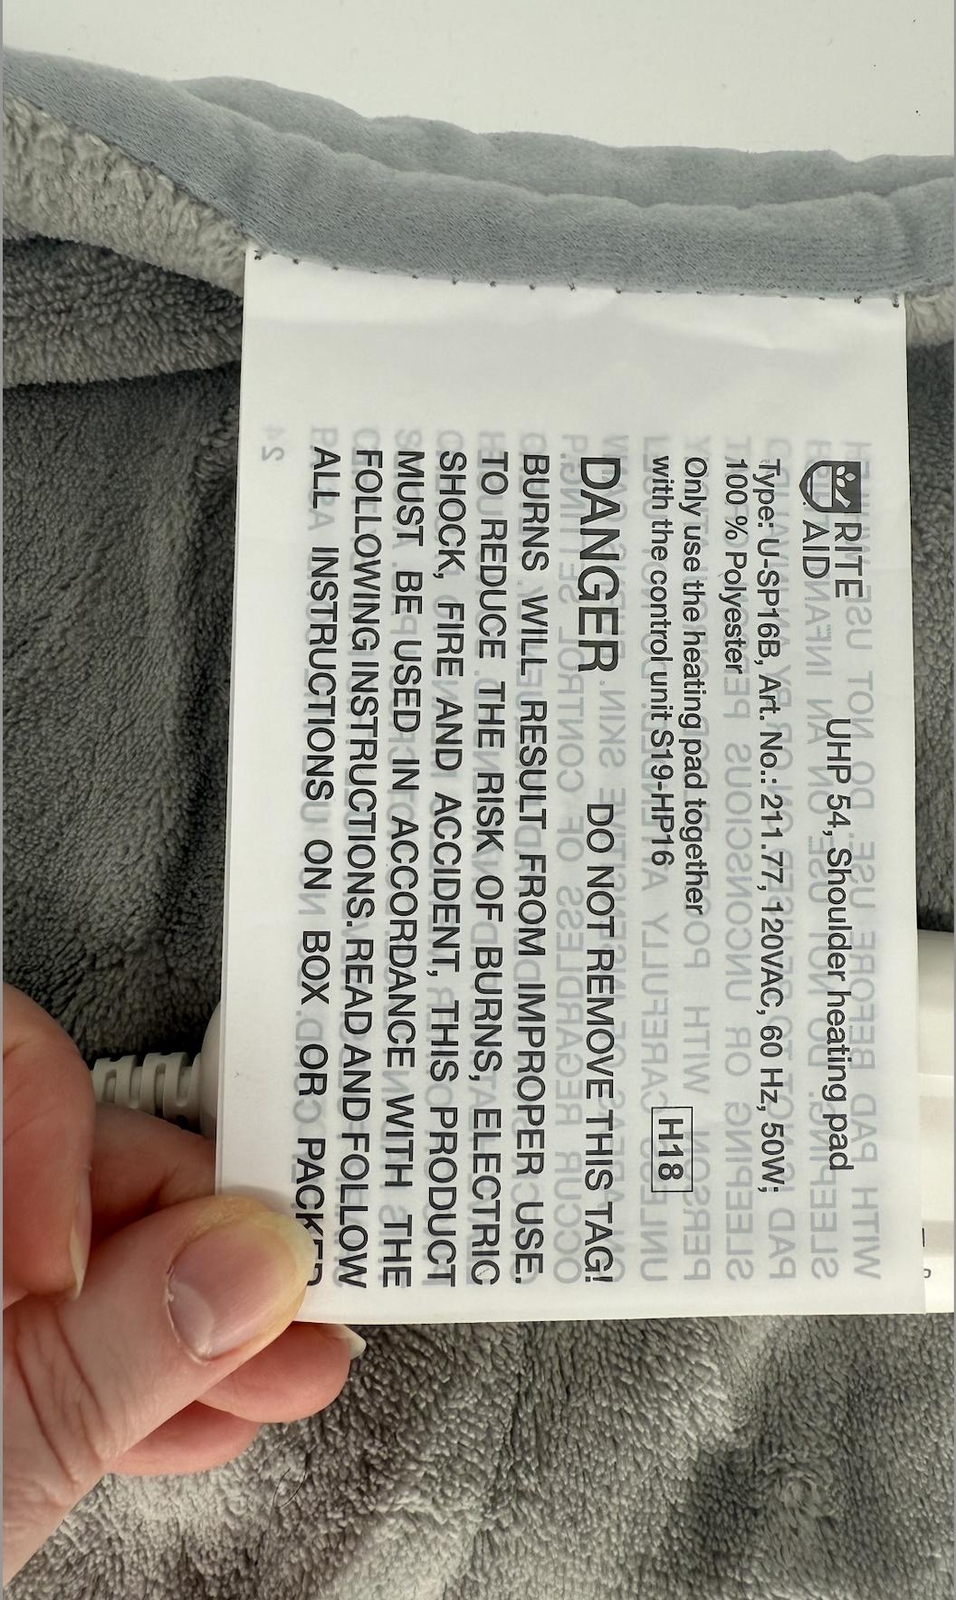 RITE
AID
UHP 54, Shoulder heating pad
Type: U-SP16B, Art. No.: 211.77, 120VAC, 60 Hz, 50W;
100 % Polyester
Only use the heating pad together
with the control unit S19-HP16
H18
DANGER DO NOT REMOVE THIS TAG!
BURNS WILL RESULT FROM IMPROPER USE.
TO REDUCE THE RISK OF BURNS, ELECTRIC
SHOCK, FIRE AND ACCIDENT, THIS PRODUCT
MUST BE USED IN ACCORDANCE WITH THE
FOLLOWING INSTRUCTIONS. READ AND FOLLOW
ALL INSTRUCTIONS ON BOX OR PACKED